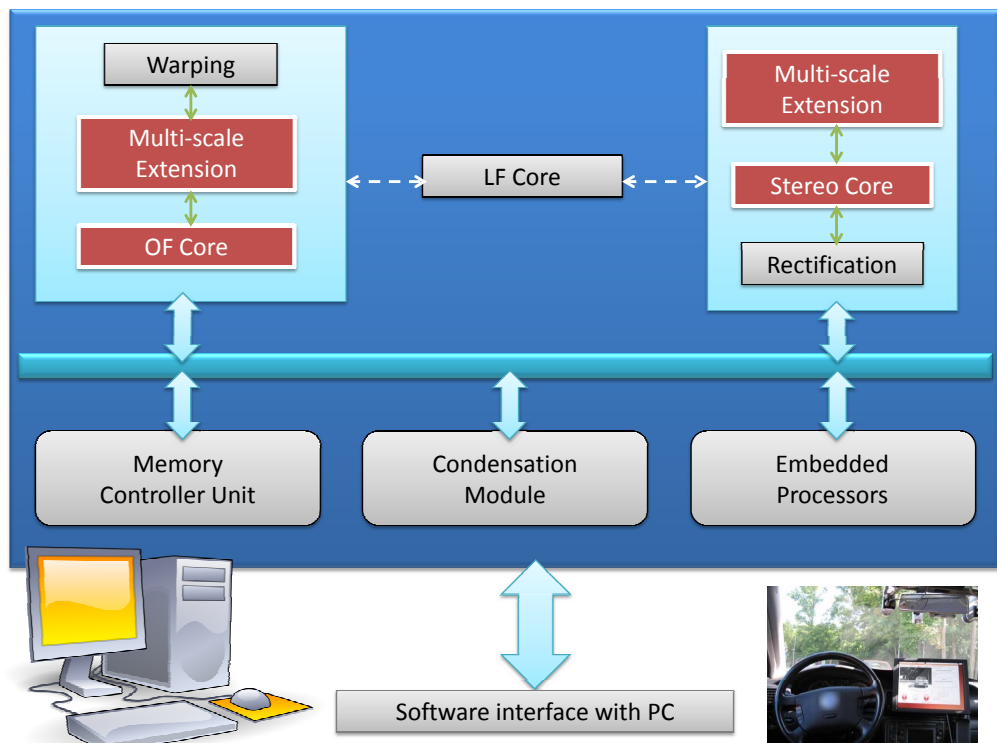 Warping
Multi-scale
Extension
OF Core
LF Core
Multi-scale
Extension
Stereo Core
Rectification
Memory
Controller Unit
Condensation
Module
Embedded
Processors
Software interface with PC